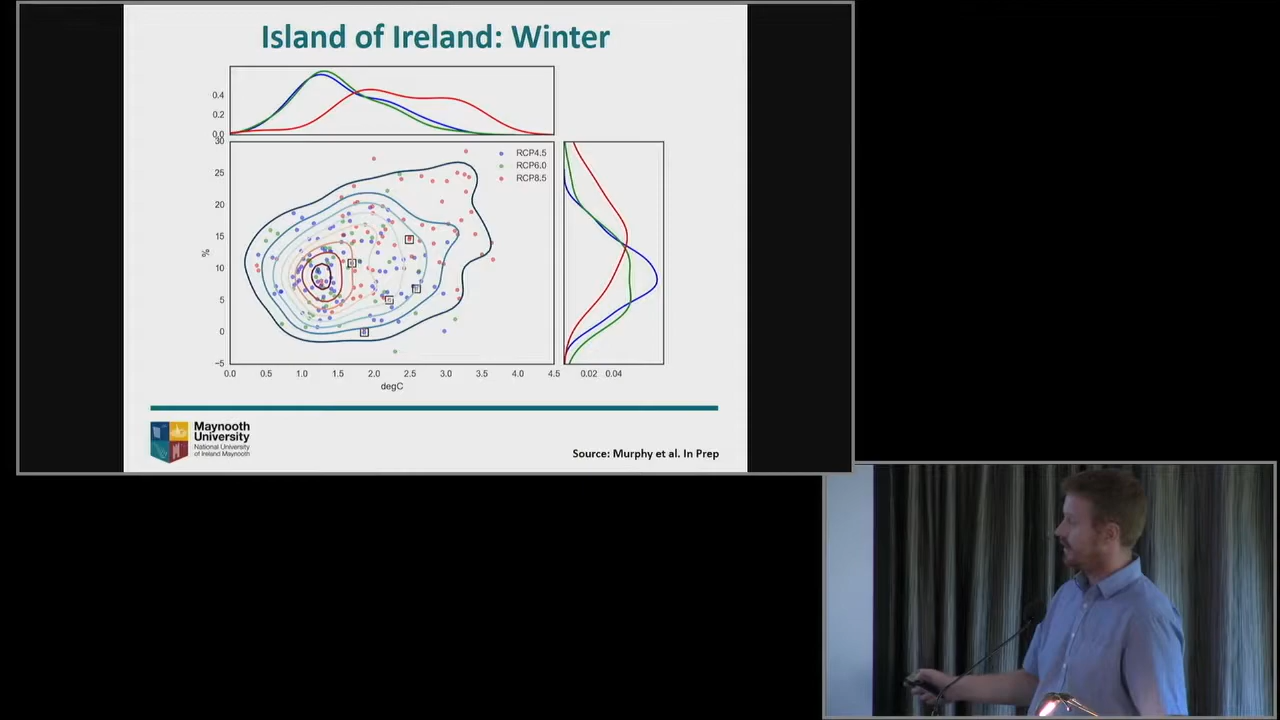 Island of Ireland: Winter
0.4
0.2
0.0
30
25
20
15
10
5
0
−5
%
RCP4.5
RCP6.0
RCP8.5
0.0 0.5 1.0 1.5 2.0 2.5 3.0 3.5 4.0 4.5
degC
0.02 0.04
Maynooth
University
National University
of Ireland Maynooth
Source: Murphy et al. In Prep